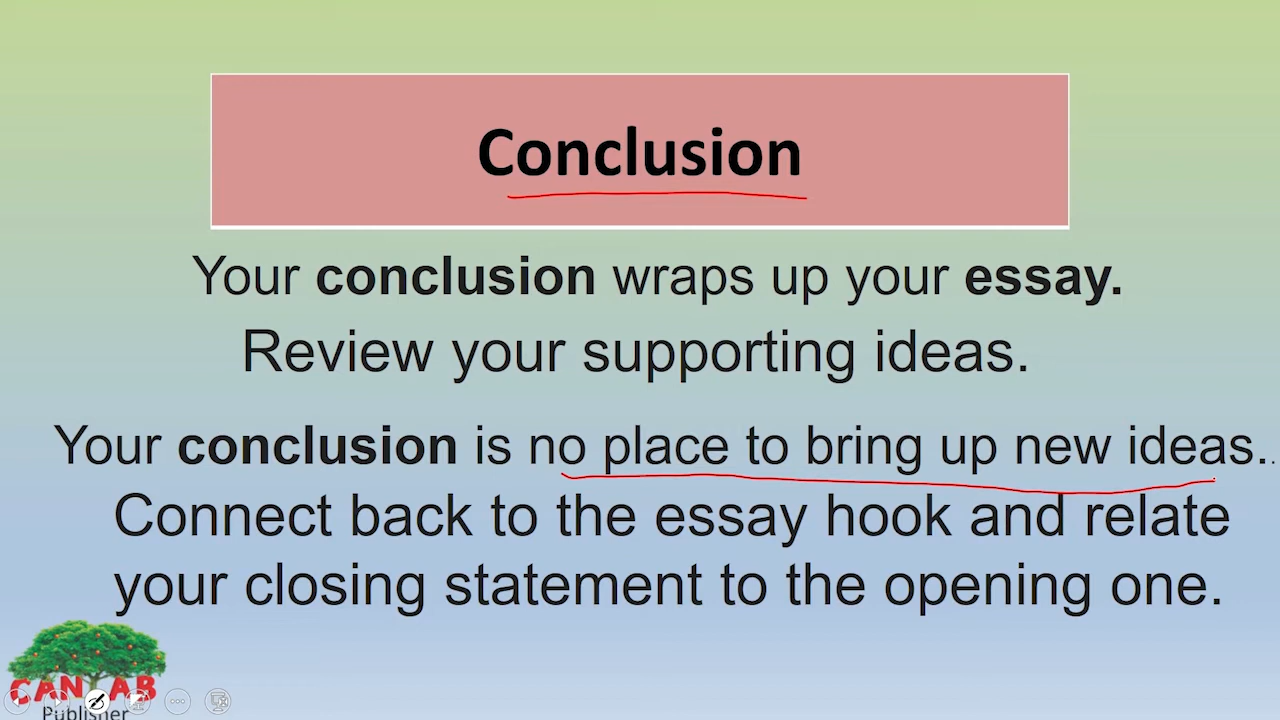 Conclusion
Your conclusion wraps up your essay.
Review your supporting ideas.
Your conclusion is no place to bring up new ideas..
Connect back to the essay hook and relate
your closing statement to the opening one.
Publisher